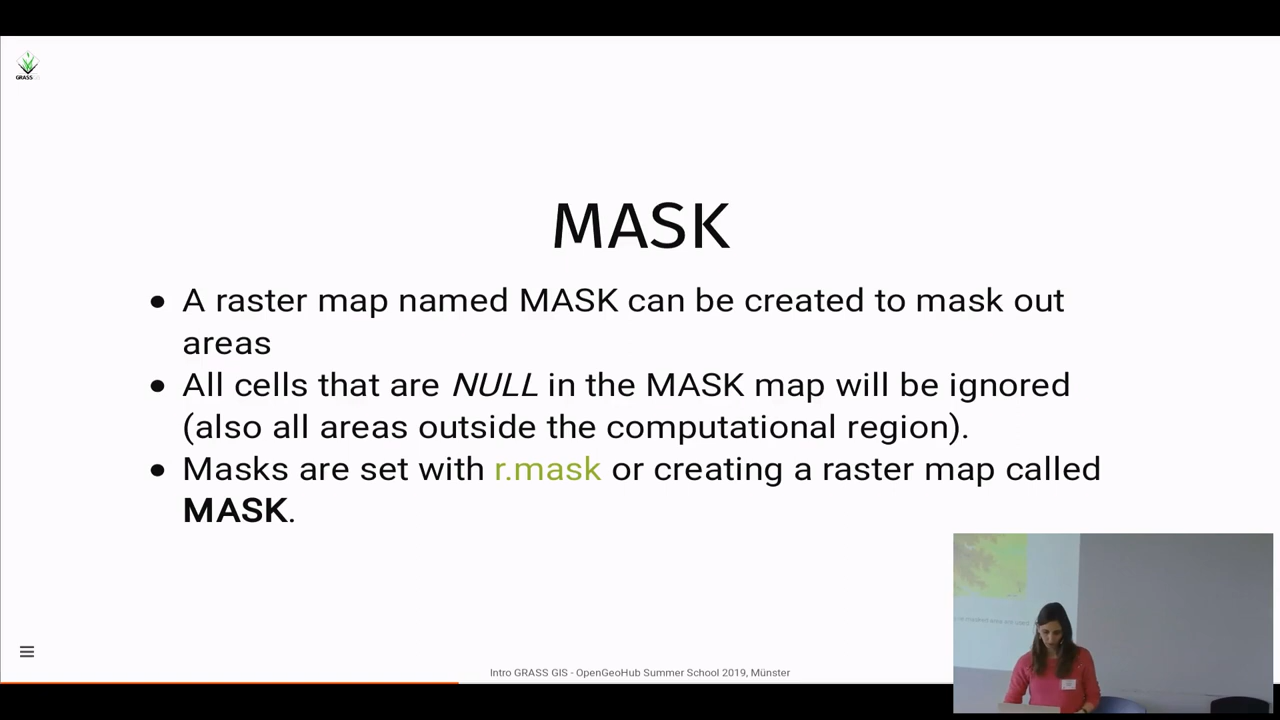 GRASS
MASK
● A raster map named MASK can be created to mask out
areas
● All cells that are NULL in the MASK map will be ignored
(also all areas outside the computational region).
● Masks are set with r.mask or creating a raster map called
MASK.
Intro GRASS GIS - OpenGeoHub Summer School 2019, Münster